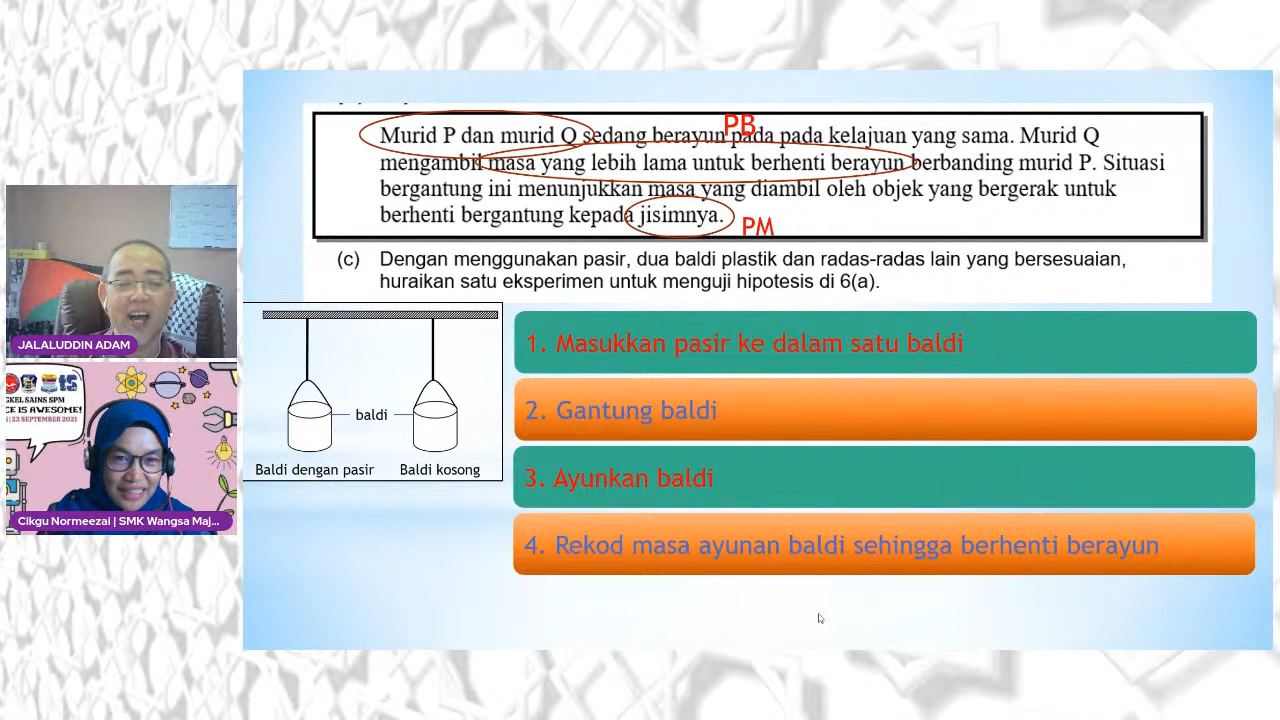 Murid P dan murid Q sedang berayun pada pada kelajuan yang sama. Murid Q
mengambil masa yang lebih lama untuk berhenti berayun berbanding murid P. Situasi
bergantung ini menunjukkan masa yang diambil oleh objek yang bergerak untuk
berhenti bergantung kepada jisimnya.
PB
PM
(c) Dengan menggunakan pasir, dua baldi plastik dan radas-radas lain yang bersesuaian,
huraikan satu eksperimen untuk menguji hipotesis di 6(a).
baldi
Baldi dengan pasir
Baldi kosong
1. Masukkan pasir ke dalam satu baldi
2. Gantung baldi
3. Ayunkan baldi
4. Rekod masa ayunan baldi sehingga berhenti berayun
JALALUDDIN ADAM
GKEL SAINS SPM
CE IS AWESOME!
23 SEPTEMBER 2021
Cikgu Normeezai | SMK Wangsa Maj...